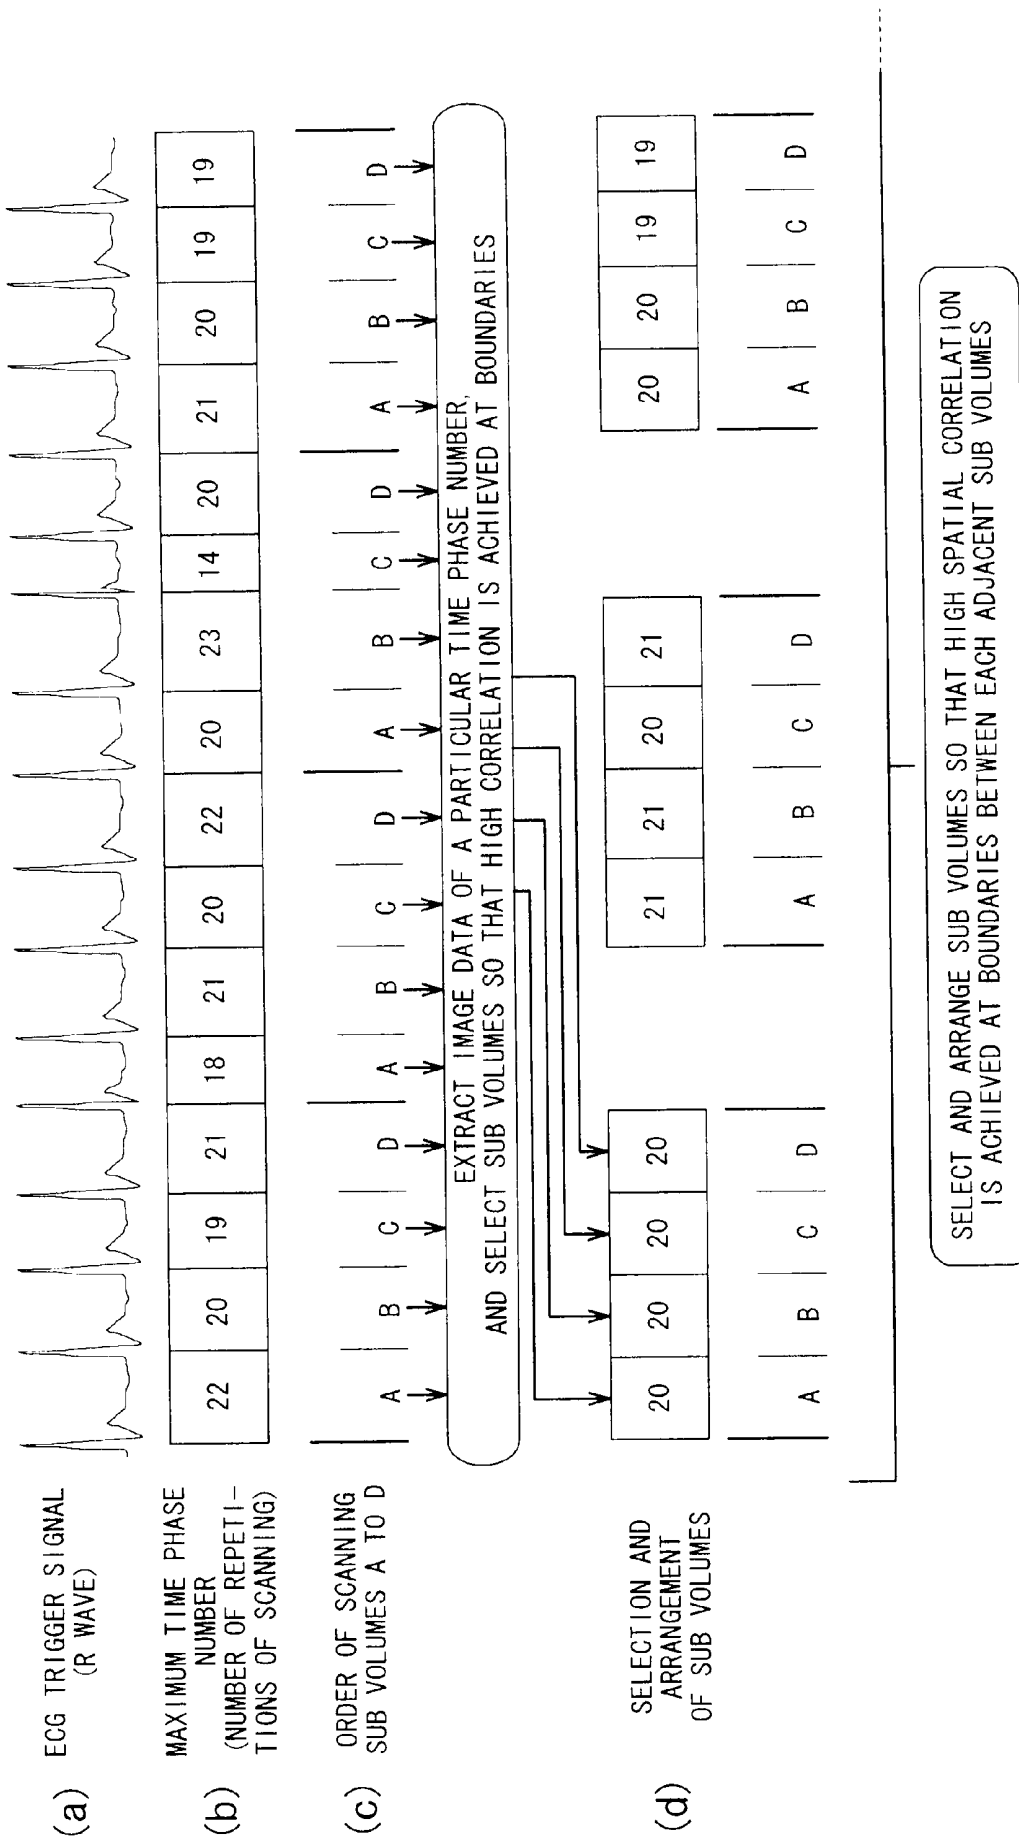 (a) ECG TRIGGER SIGNAL
(R WAVE)
(b) MAXIMUM TIME PHASE
NUMBER
(NUMBER OF REPETI-
TIONS OF SCANNING)
22 20 19 21 18 21 20 22 20 23 14 20 21 20 19 19
(c) ORDER OF SCANNING
SUB VOLUMES A TO D
A B C D A B C D A B C D A B C D
EXTRACT IMAGE DATA OF A PARTICULAR TIME PHASE NUMBER,
AND SELECT SUB VOLUMES SO THAT HIGH CORRELATION IS ACHIEVED AT BOUNDARIES
(d) SELECTION AND
ARRANGEMENT
OF SUB VOLUMES
20 20 20 20 21 21 20 21 20 20 19 19
A B C D A B C D A B C D
SELECT AND ARRANGE SUB VOLUMES SO THAT HIGH SPATIAL CORRELATION
IS ACHIEVED AT BOUNDARIES BETWEEN EACH ADJACENT SUB VOLUMES